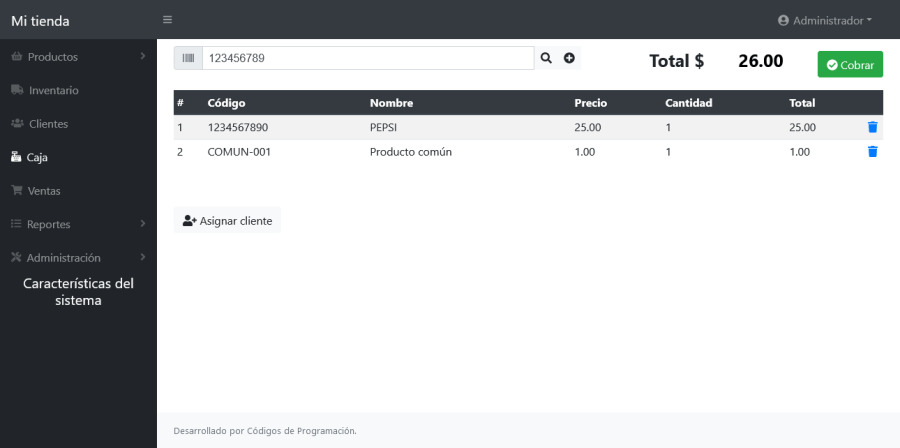 Mi tienda
Administrador
Productos
Inventario
Clientes
Caja
Ventas
Reportes
Administración
Características del
sistema
123456789
Total $ 26.00
Cobrar
# Código Nombre Precio Cantidad Total
1 1234567890 PEPSI 25.00 1 25.00
2 COMUN-001 Producto común 1.00 1 1.00
Asignar cliente
Desarrollado por Códigos de Programación.